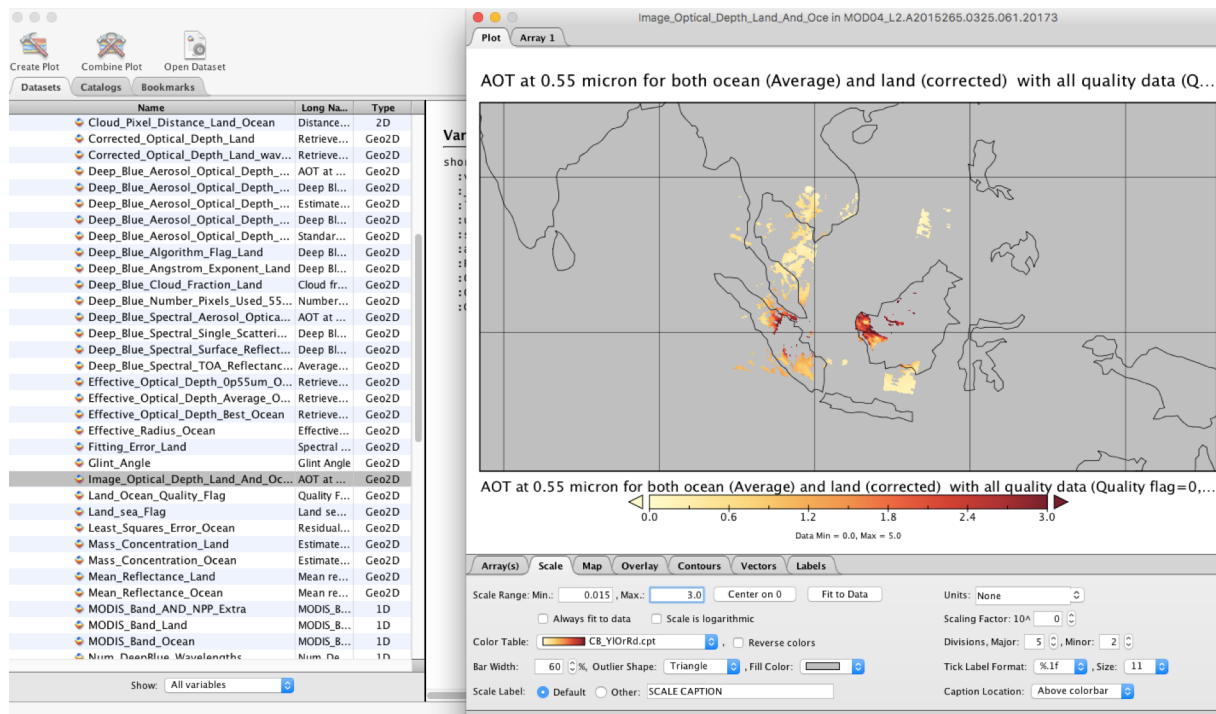 Create Plot
Combine Plot
Open Dataset
Datasets
Catalogs
Bookmarks
Name Long Na... Type
Cloud_Pixel_Distance_Land_Ocean Distance... 2D
Corrected_Optical_Depth_Land Retrieve... Geo2D
Corrected_Optical_Depth_Land_wav... Retrieve... Geo2D
Deep_Blue_Aerosol_Optical_Depth_... AOT at ... Geo2D
Deep_Blue_Aerosol_Optical_Depth_... Deep Bl... Geo2D
Deep_Blue_Aerosol_Optical_Depth_... Estimate... Geo2D
Deep_Blue_Aerosol_Optical_Depth_... Deep Bl... Geo2D
Deep_Blue_Aerosol_Optical_Depth_... Standar... Geo2D
Deep_Blue_Algorithm_Flag_Land Deep Bl... Geo2D
Deep_Blue_Angstrom_Exponent_Land Deep Bl... Geo2D
Deep_Blue_Cloud_Fraction_Land Cloud fr... Geo2D
Deep_Blue_Number_Pixels_Used_55... Number... Geo2D
Deep_Blue_Spectral_Aerosol_Optica... AOT at ... Geo2D
Deep_Blue_Spectral_Single_Scatteri... Deep Bl... Geo2D
Deep_Blue_Spectral_Surface_Reflect... Deep Bl... Geo2D
Deep_Blue_Spectral_TOA_Reflectanc... Average... Geo2D
Effective_Optical_Depth_0p55um_O... Retrieve... Geo2D
Effective_Optical_Depth_Average_O... Retrieve... Geo2D
Effective_Optical_Depth_Best_Ocean Retrieve... Geo2D
Effective_Radius_Ocean Effective... Geo2D
Fitting_Error_Land Spectral ... Geo2D
Glint_Angle Glint Angle Geo2D
Image_Optical_Depth_Land_And_Oc... AOT at ... Geo2D
Land_Ocean_Quality_Flag Quality F... Geo2D
Land_sea_Flag Land se... Geo2D
Least_Squares_Error_Ocean Residual... Geo2D
Mass_Concentration_Land Estimate... Geo2D
Mass_Concentration_Ocean Estimate... Geo2D
Mean_Reflectance_Land Mean re... Geo2D
Mean_Reflectance_Ocean Mean re... Geo2D
MODIS_Band_AND_NPP_Extra MODIS_B... 1D
MODIS_Band_Land MODIS_B... 1D
MODIS_Band_Ocean MODIS_B... 1D
Num_DeepBlue_Wavelengths Num_De... 1D
Show: All variables
Var
shor
Image_Optical_Depth_Land_And_Oce in MOD04_L2.A2015265.0325.061.20173
Plot
Array 1
AOT at 0.55 micron for both ocean (Average) and land (corrected) with all quality data (Q...
AOT at 0.55 micron for both ocean (Average) and land (corrected) with all quality data (Quality flag=0,...
0.0 0.6 1.2 1.8 2.4 3.0
Data Min = 0.0, Max = 5.0
Array(s) Scale Map Overlay Contours Vectors Labels
Scale Range: Min.: 0.015 , Max.: 3.0 Center on 0 Fit to Data Units: None
Always fit to data Scale is logarithmic Scaling Factor: 10^ 0
Color Table: CB_YlOrRd.cpt , Reverse colors Divisions, Major: 5 , Minor: 2
Bar Width: 60 %, Outlier Shape: Triangle , Fill Color: Tick Label Format: %.1f , Size: 11
Scale Label: Default Other: SCALE CAPTION Caption Location: Above colorbar